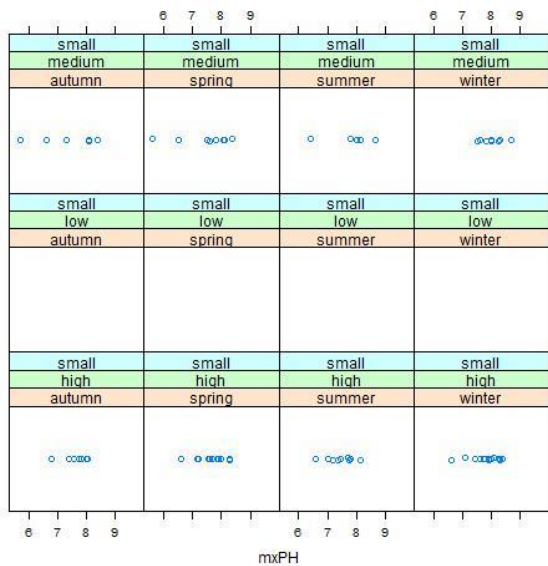 6 7 8 9 6 7 8 9
small small small small
medium medium medium medium
autumn spring summer winter
small small small small
low low low low
autumn spring summer winter
small small small small
high high high high
autumn spring summer winter
6 7 8 9 6 7 8 9
mxPH